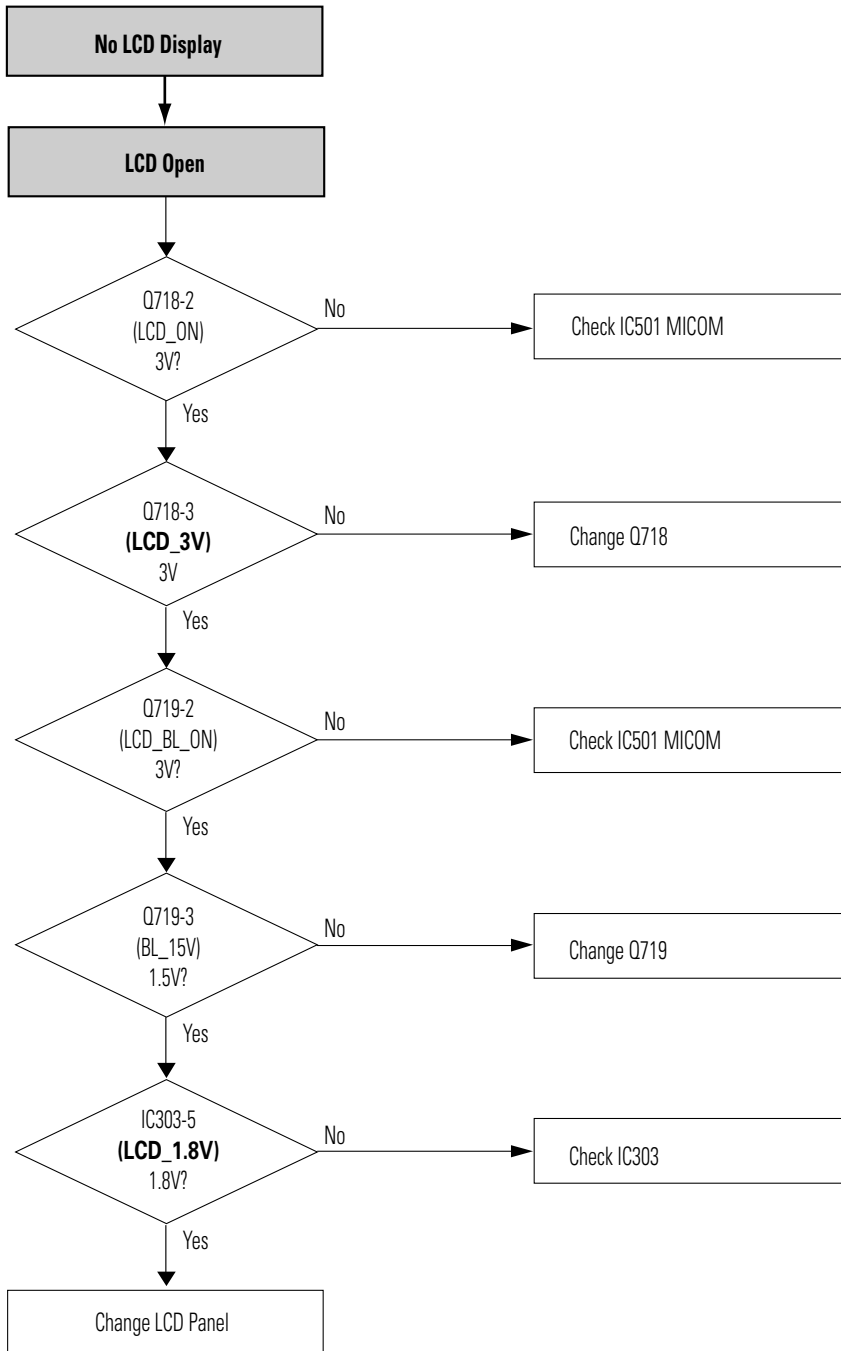 No LCD Display
LCD Open
Q718-2
(LCD_ON)
3V?
No
Check IC501 MICOM
Yes
Q718-3
(LCD_3V)
3V
No
Change Q718
Yes
Q719-2
(LCD_BL_ON)
3V?
No
Check IC501 MICOM
Yes
Q719-3
(BL_15V)
1.5V?
No
Change Q719
Yes
IC303-5
(LCD_1.8V)
1.8V?
No
Check IC303
Yes
Change LCD Panel